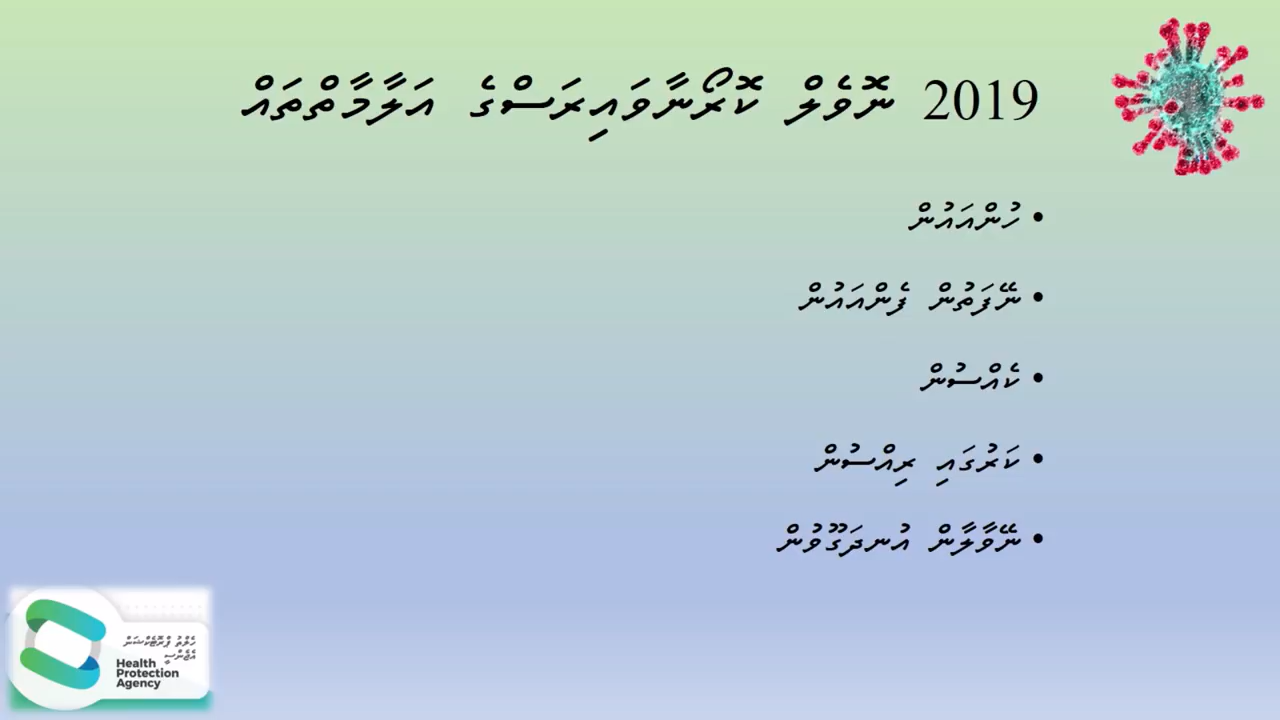 2019 ނޮވެލް ކޮރޯނާވައިރަސްގެ އަލާމާތްތައް
• ހުންއައުން
• ނޭފަތުން ފެންއައުން
• ކެއްސުން
• ކަރުގައި ރިއްސުން
• ނޭވާލާން އުނދަގޫވުން
ހެލްތު ޕްރޮޓެކްޝަން
އެޖެންސީ
Health
Protection
Agency